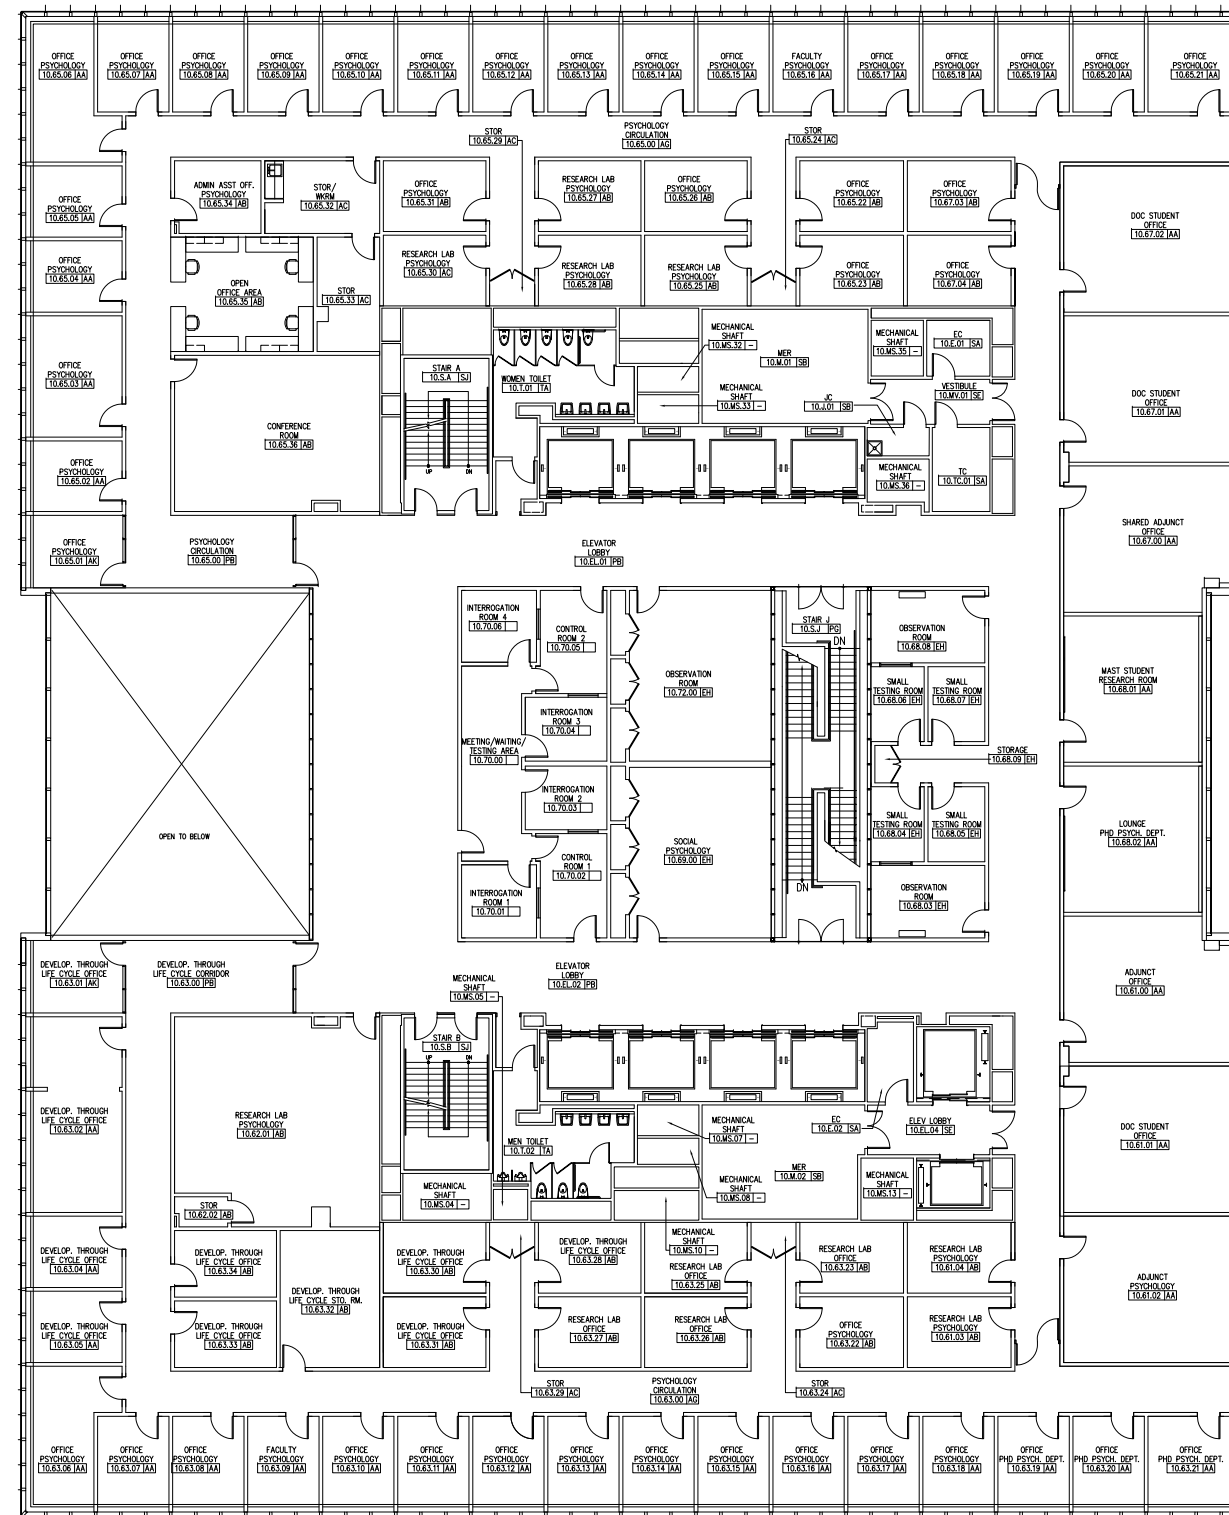 OFFICE
PSYCHOLOGY
10.65.06 AA
OFFICE
PSYCHOLOGY
10.65.07 AA
OFFICE
PSYCHOLOGY
10.65.08 AA
OFFICE
PSYCHOLOGY
10.65.09 AA
OFFICE
PSYCHOLOGY
10.65.10 AA
OFFICE
PSYCHOLOGY
10.65.11 AA
OFFICE
PSYCHOLOGY
10.65.12 AA
OFFICE
PSYCHOLOGY
10.65.13 AA
OFFICE
PSYCHOLOGY
10.65.14 AA
OFFICE
PSYCHOLOGY
10.65.15 AA
FACULTY
PSYCHOLOGY
10.65.16 AA
OFFICE
PSYCHOLOGY
10.65.17 AA
OFFICE
PSYCHOLOGY
10.65.18 AA
OFFICE
PSYCHOLOGY
10.65.19 AA
OFFICE
PSYCHOLOGY
10.65.20 AA
OFFICE
PSYCHOLOGY
10.65.21 AA
STOR
10.65.29 AC
PSYCHOLOGY
CIRCULATION
10.65.00 AG
STOR
10.65.24 AC
OFFICE
PSYCHOLOGY
10.65.05 AA
ADMIN ASST OFF.
PSYCHOLOGY
10.65.34 AB
STOR/
WKRM
10.65.32 AC
OFFICE
PSYCHOLOGY
10.65.31 AB
RESEARCH LAB
PSYCHOLOGY
10.65.27 AB
OFFICE
PSYCHOLOGY
10.65.26 AB
OFFICE
PSYCHOLOGY
10.65.22 AB
OFFICE
PSYCHOLOGY
10.67.03 AB
DOC STUDENT
OFFICE
10.67.02 AA
OFFICE
PSYCHOLOGY
10.65.04 AA
OPEN
OFFICE AREA
10.65.35 AB
STOR
10.65.33 AC
RESEARCH LAB
PSYCHOLOGY
10.65.30 AC
RESEARCH LAB
PSYCHOLOGY
10.65.28 AB
RESEARCH LAB
PSYCHOLOGY
10.65.25 AB
OFFICE
PSYCHOLOGY
10.65.23 AB
OFFICE
PSYCHOLOGY
10.67.04 AB
OFFICE
PSYCHOLOGY
10.65.03 AA
STAIR A
10.S.A SJ
UP
DN
WOMEN TOILET
10.T.01 TA
MECHANICAL
SHAFT
10.MS.32 -
MER
10.M.01 SB
MECHANICAL
SHAFT
10.MS.33 -
MECHANICAL
SHAFT
10.MS.35 -
EC
10.E.01 SA
VESTIBULE
10.MV.01 SE
JC
10.J.01 SB
DOC STUDENT
OFFICE
10.67.01 AA
CONFERENCE
ROOM
10.65.36 AB
OFFICE
PSYCHOLOGY
10.65.02 AA
MECHANICAL
SHAFT
10.MS.36 -
TC
10.TC.01 SA
OFFICE
PSYCHOLOGY
10.65.01 AK
PSYCHOLOGY
CIRCULATION
10.65.00 PB
ELEVATOR
LOBBY
10.EL.01 PB
SHARED ADJUNCT
OFFICE
10.67.00 AA
INTERROGATION
ROOM 4
10.70.06
CONTROL
ROOM 2
10.70.05
STAIR J
10.S.J PG
DN
OBSERVATION
ROOM
10.68.08 EH
OBSERVATION
ROOM
10.72.00 EH
SMALL
TESTING ROOM
10.68.06 EH
SMALL
TESTING ROOM
10.68.07 EH
MAST STUDENT
RESEARCH ROOM
10.68.01 AA
INTERROGATION
ROOM 3
10.70.04
MEETING/WAITING/
TESTING AREA
10.70.00
STORAGE
10.68.09 EH
INTERROGATION
ROOM 2
10.70.03
OPEN TO BELOW
SOCIAL
PSYCHOLOGY
10.69.00 EH
SMALL
TESTING ROOM
10.68.04 EH
SMALL
TESTING ROOM
10.68.05 EH
LOUNGE
PHD PSYCH. DEPT.
10.68.02 AA
CONTROL
ROOM 1
10.70.02
INTERROGATION
ROOM 1
10.70.01
DN
OBSERVATION
ROOM
10.68.03 EH
DEVELOP. THROUGH
LIFE CYCLE OFFICE
10.63.01 AK
DEVELOP. THROUGH
LIFE CYCLE CORRIDOR
10.63.00 PB
MECHANICAL
SHAFT
10.MS.05 -
ELEVATOR
LOBBY
10.EL.02 PB
ADJUNCT
OFFICE
10.61.00 AA
STAIR B
10.S.B SJ
UP
DN
DEVELOP. THROUGH
LIFE CYCLE OFFICE
10.63.02 AA
RESEARCH LAB
PSYCHOLOGY
10.62.01 AB
MEN TOILET
10.T.02 TA
MECHANICAL
SHAFT
10.MS.07 -
EC
10.E.02 SA
ELEV LOBBY
10.EL.04 SE
DOC STUDENT
OFFICE
10.61.01 AA
MECHANICAL
SHAFT
10.MS.04 -
MECHANICAL
SHAFT
10.MS.08 -
MER
10.M.02 SB
MECHANICAL
SHAFT
10.MS.13 -
STOR
10.62.02 AB
DEVELOP. THROUGH
LIFE CYCLE OFFICE
10.63.04 AA
DEVELOP. THROUGH
LIFE CYCLE OFFICE
10.63.34 AB
DEVELOP. THROUGH
LIFE CYCLE OFFICE
10.63.30 AB
DEVELOP. THROUGH
LIFE CYCLE OFFICE
10.63.28 AB
MECHANICAL
SHAFT
10.MS.10 -
RESEARCH LAB
OFFICE
10.63.25 AB
RESEARCH LAB
OFFICE
10.63.23 AB
RESEARCH LAB
PSYCHOLOGY
10.61.04 AB
ADJUNCT
PSYCHOLOGY
10.61.02 AA
DEVELOP. THROUGH
LIFE CYCLE STO. RM.
10.63.32 AB
DEVELOP. THROUGH
LIFE CYCLE OFFICE
10.63.05 AA
DEVELOP. THROUGH
LIFE CYCLE OFFICE
10.63.33 AB
DEVELOP. THROUGH
LIFE CYCLE OFFICE
10.63.31 AB
RESEARCH LAB
OFFICE
10.63.27 AB
RESEARCH LAB
OFFICE
10.63.26 AB
OFFICE
PSYCHOLOGY
10.63.22 AB
RESEARCH LAB
PSYCHOLOGY
10.61.03 AB
STOR
10.63.29 AC
PSYCHOLOGY
CIRCULATION
10.63.00 AG
STOR
10.63.24 AC
OFFICE
PSYCHOLOGY
10.63.06 AA
OFFICE
PSYCHOLOGY
10.63.07 AA
OFFICE
PSYCHOLOGY
10.63.08 AA
FACULTY
PSYCHOLOGY
10.63.09 AA
OFFICE
PSYCHOLOGY
10.63.10 AA
OFFICE
PSYCHOLOGY
10.63.11 AA
OFFICE
PSYCHOLOGY
10.63.12 AA
OFFICE
PSYCHOLOGY
10.63.13 AA
OFFICE
PSYCHOLOGY
10.63.14 AA
OFFICE
PSYCHOLOGY
10.63.15 AA
OFFICE
PSYCHOLOGY
10.63.16 AA
OFFICE
PSYCHOLOGY
10.63.17 AA
OFFICE
PSYCHOLOGY
10.63.18 AA
OFFICE
PHD PSYCH. DEPT.
10.63.19 AA
OFFICE
PHD PSYCH. DEPT.
10.63.20 AA
OFFICE
PHD PSYCH. DEPT.
10.63.21 AA